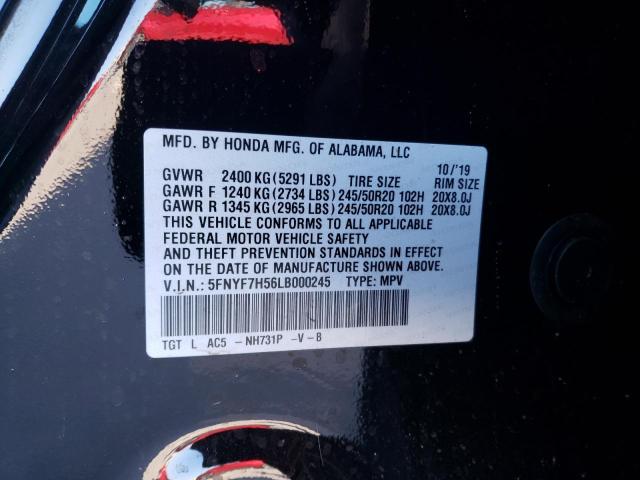 MFD. BY HONDA MFG. OF ALABAMA, LLC 10/'19
GVWR 2400 KG (5291 LBS) TIRE SIZE RIM SIZE
GAWR F 1240 KG (2734 LBS) 245/50R20 102H 20X8.0J
GAWR R 1345 KG (2965 LBS) 245/50R20 102H 20X8.0J
THIS VEHICLE CONFORMS TO ALL APPLICABLE
FEDERAL MOTOR VEHICLE SAFETY
AND THEFT PREVENTION STANDARDS IN EFFECT
ON THE DATE OF MANUFACTURE SHOWN ABOVE.
V.I.N.: 5FNYF7H56LB000245 TYPE: MPV
TGT L AC5 - NH731P -V-B